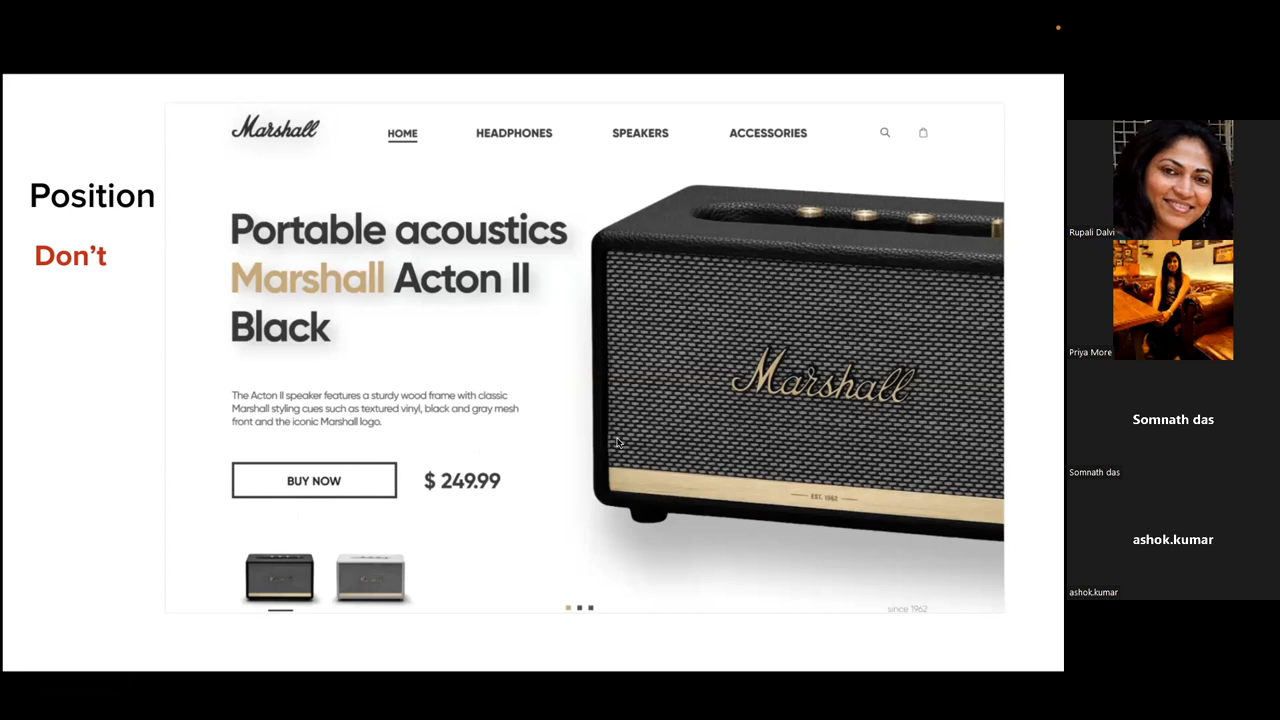 Position
Don't
Marshall
HOME HEADPHONES SPEAKERS ACCESSORIES
Portable acoustics
Marshall Acton II
Black
The Acton II speaker features a sturdy wood frame with classic
Marshall styling cues such as textured vinyl, black and gray mesh
front and the iconic Marshall logo.
BUY NOW
$ 249.99
Marshall
EST. 1962
since 1962
Rupali Dalvi
Priya More
Somnath das
Somnath das
ashok.kumar
ashok.kumar